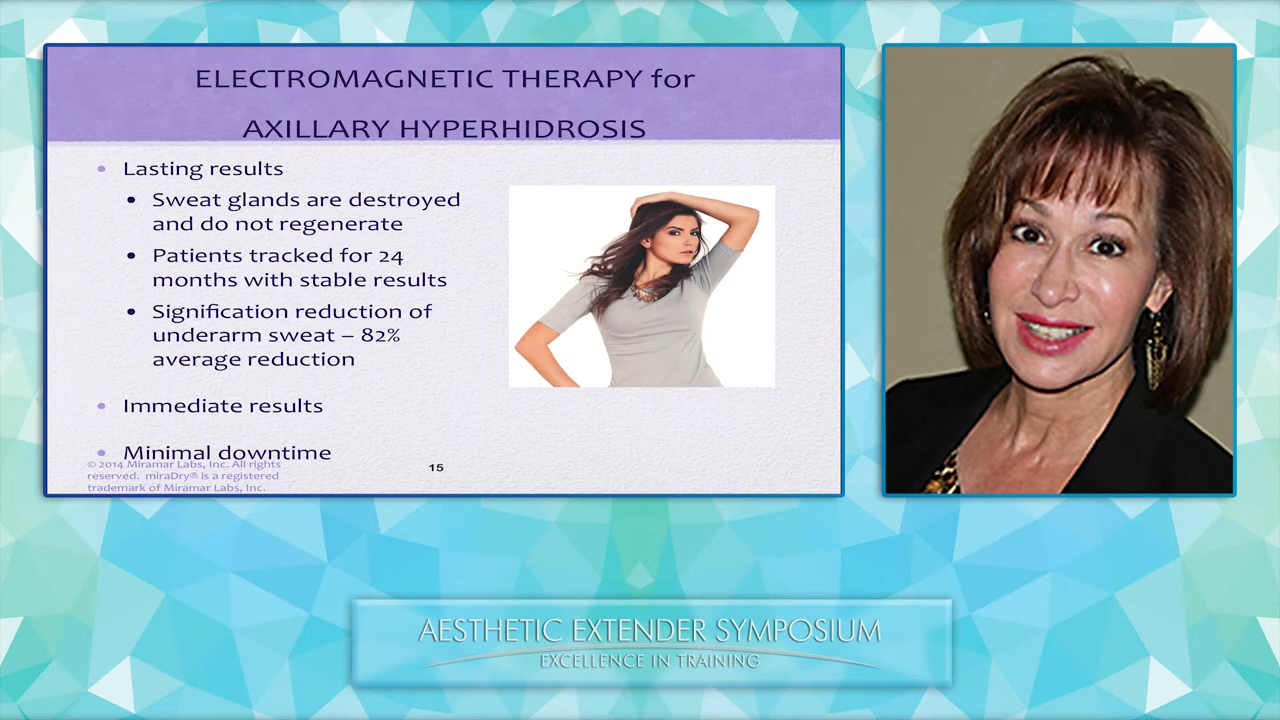 ELECTROMAGNETIC THERAPY for
AXILLARY HYPERHIDROSIS
• Lasting results
• Sweat glands are destroyed
and do not regenerate
• Patients tracked for 24
months with stable results
• Signification reduction of
underarm sweat – 82%
average reduction
• Immediate results
• Minimal downtime
© 2014 Miramar Labs, Inc. All rights
reserved. miraDry® is a registered
trademark of Miramar Labs, Inc.
15
AESTHETIC EXTENDER SYMPOSIUM
EXCELLENCE IN TRAINING